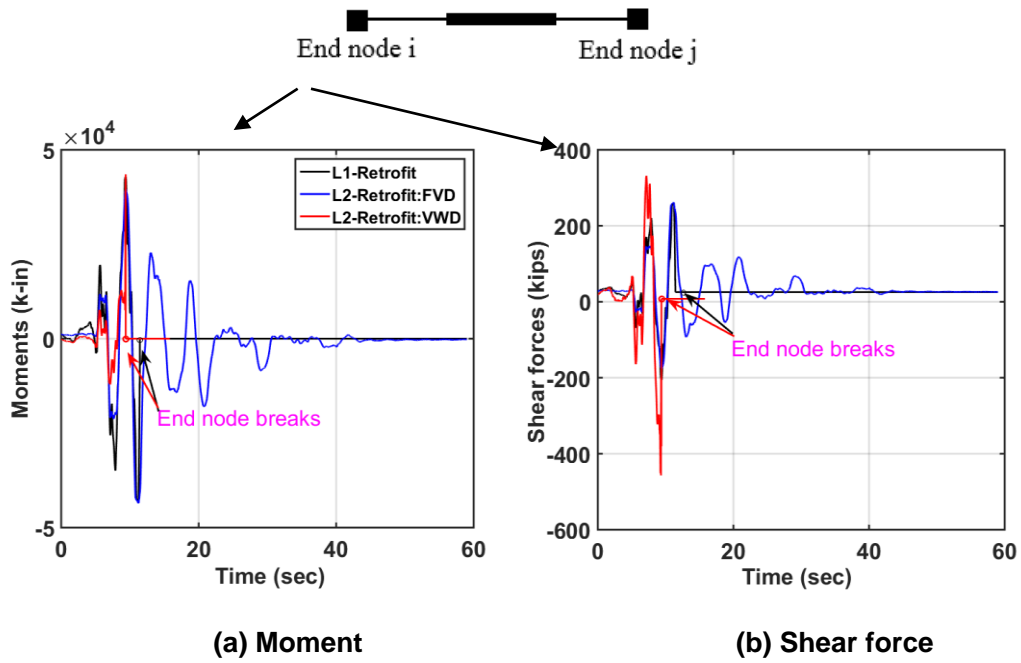 End node i
End node j
×10⁴
5
0
-5
Moments (k-in)
L1-Retrofit
L2-Retrofit:FVD
L2-Retrofit:VWD
End node breaks
0
20
40
60
Time (sec)
400
200
0
-200
-400
-600
Shear forces (kips)
End node breaks
0
20
40
60
Time (sec)
(a) Moment
(b) Shear force